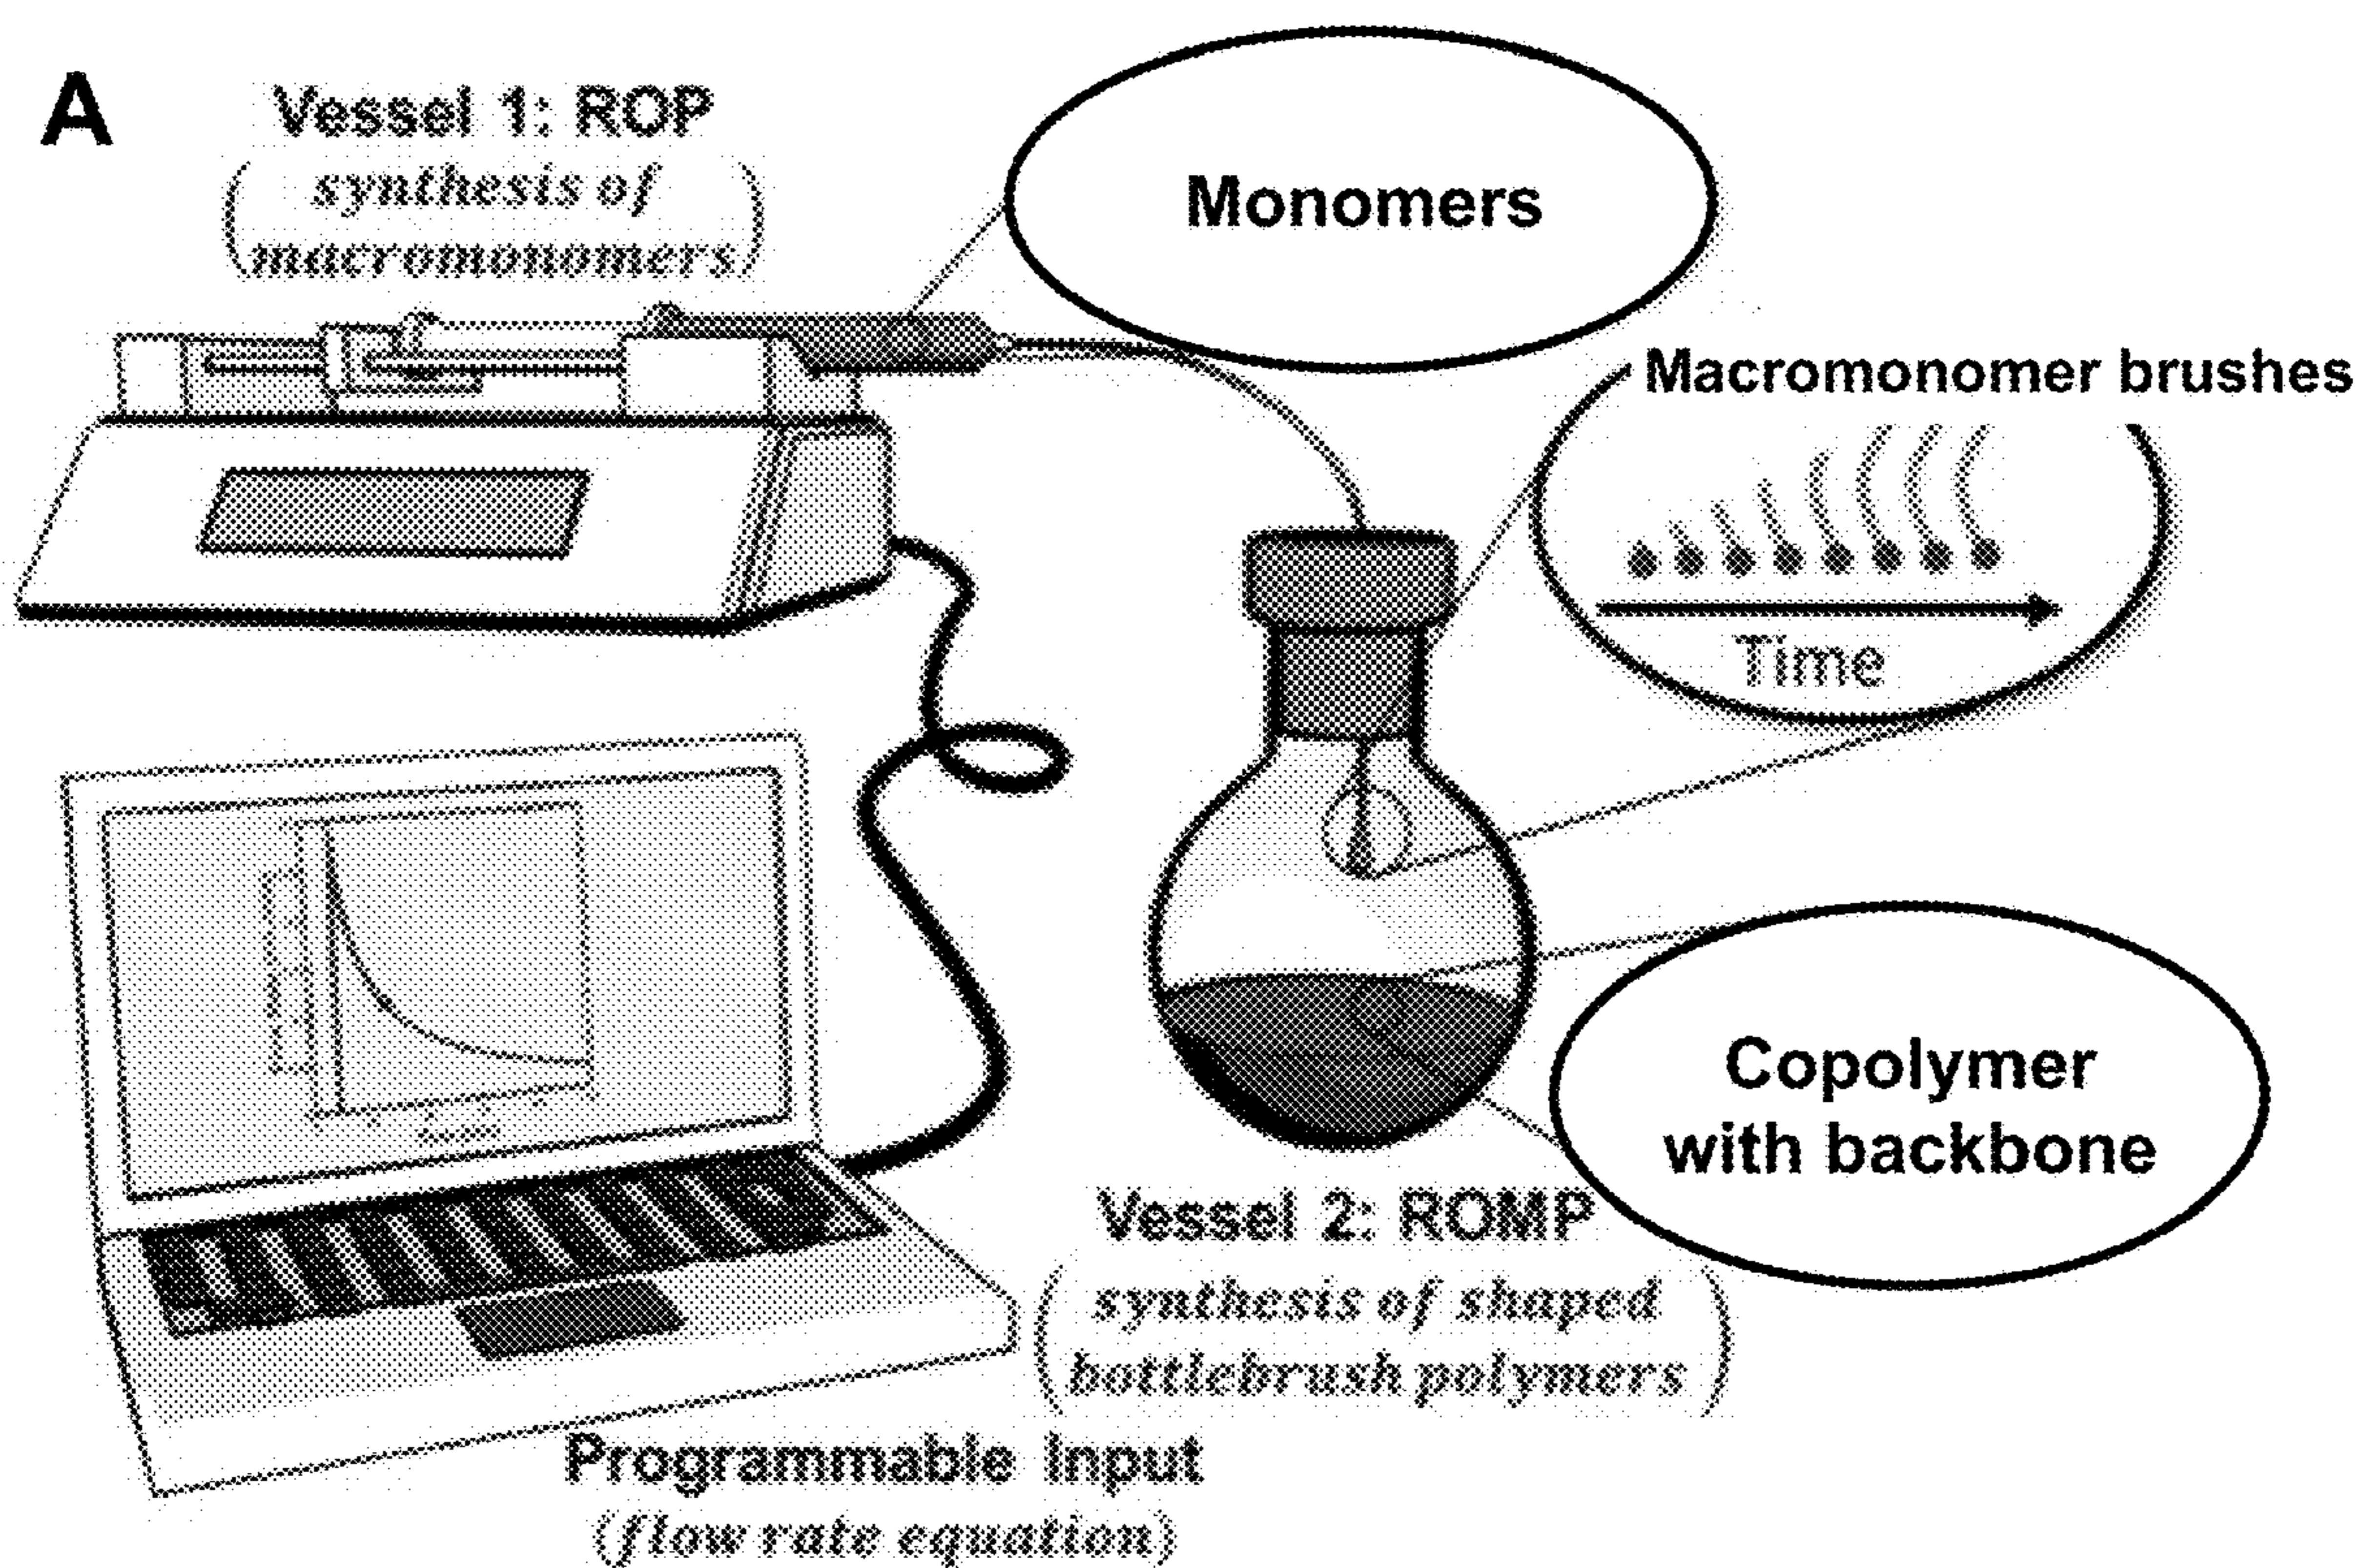 A
Vessel 1: ROP
(synthesis of
macromonomers)
Monomers
Macromonomer brushes
Time
Copolymer
with backbone
Vessel 2: ROMP
(synthesis of shaped
bottlebrush polymers)
Programmable Input
(flow rate equation)